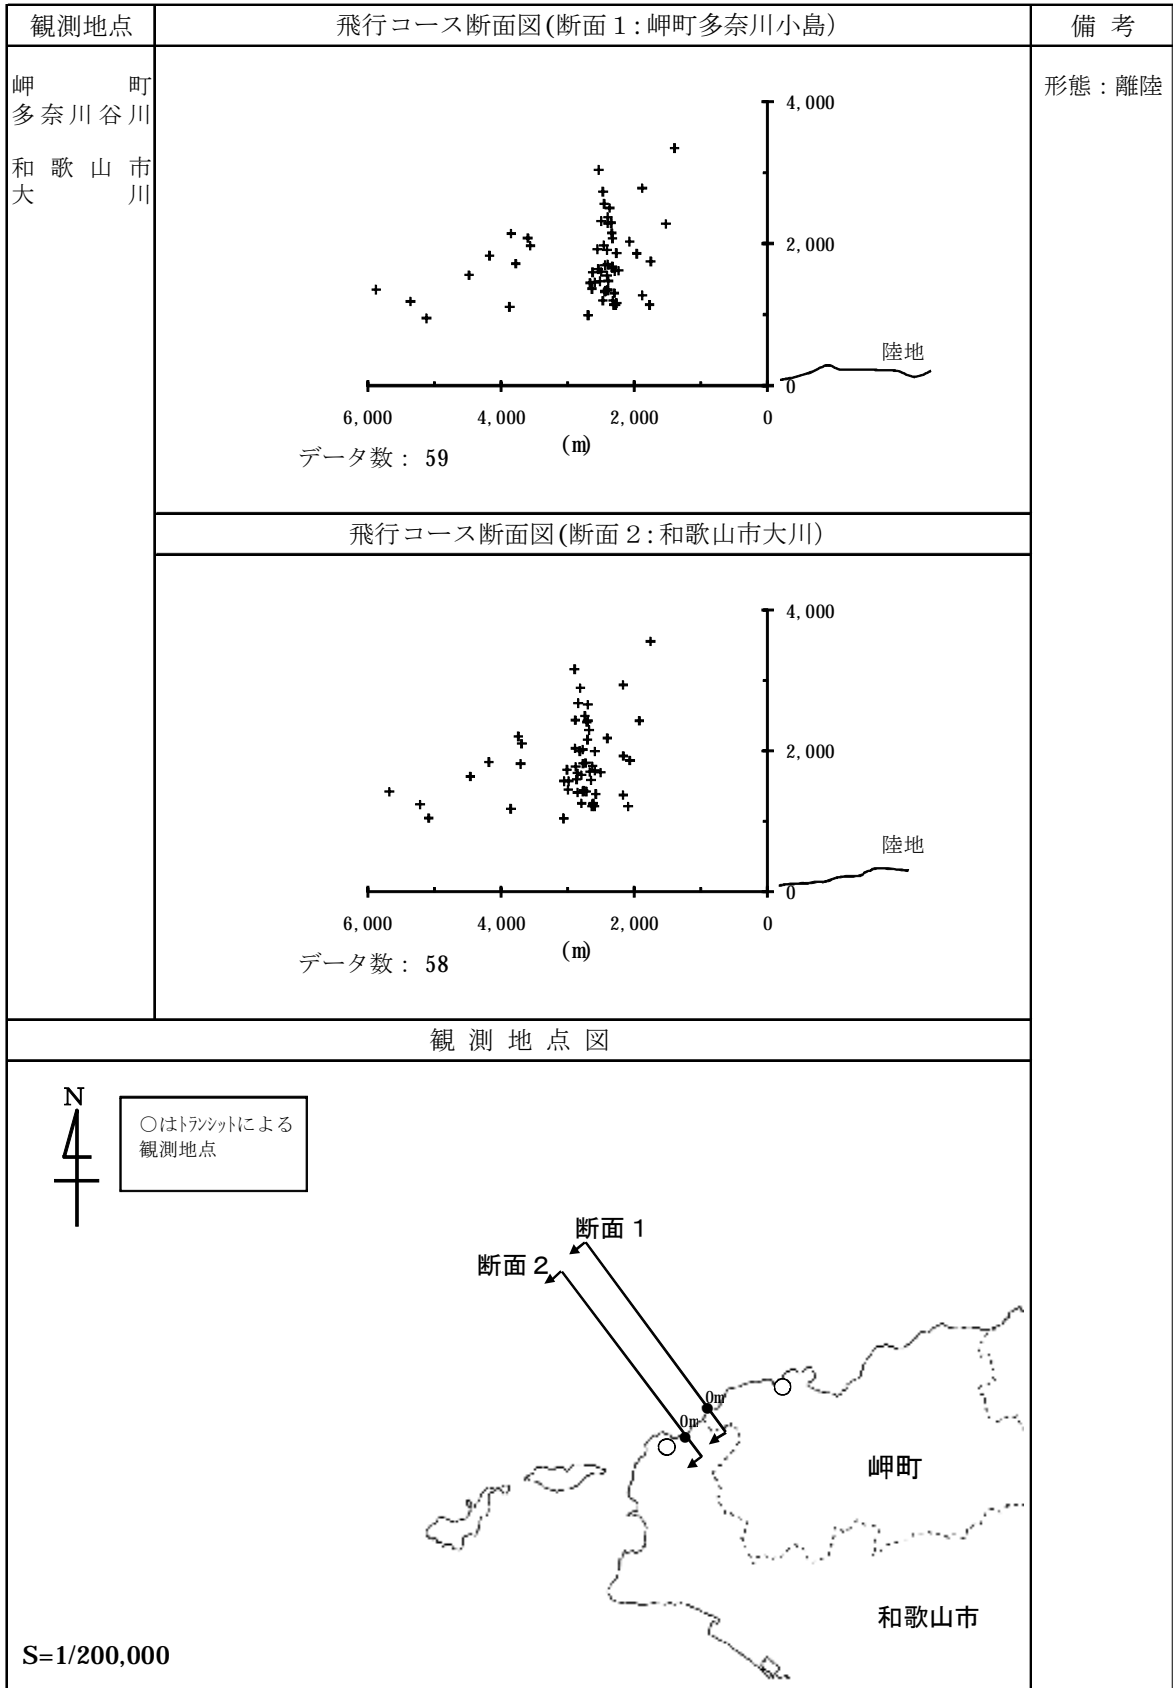 観測地点
飛行コース断面図(断面１:岬町多奈川小島)
備 考
岬町
多奈川谷川
和歌山市
大川
形態：離陸
4,000
2,000
0
陸地
6,000 4,000 2,000 0
(m)
データ数： 59
飛行コース断面図(断面２:和歌山市大川)
4,000
2,000
0
陸地
6,000 4,000 2,000 0
(m)
データ数： 58
観 測 地 点 図
N
○はﾄﾗﾝｼｯﾄによる
観測地点
断面１
断面２
0m
0m
岬町
和歌山市
S=1/200,000